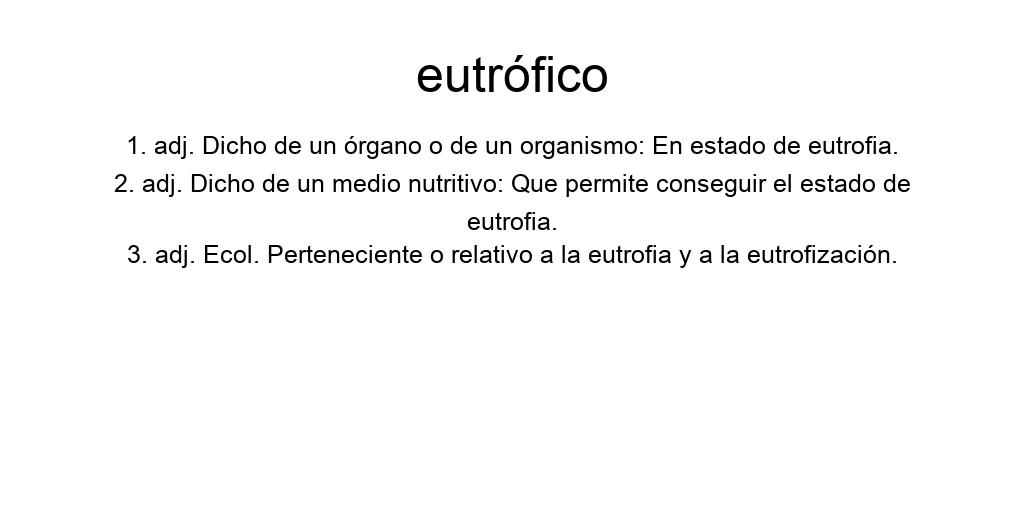 eutrófico
1. adj. Dicho de un órgano o de un organismo: En estado de eutrofia.
2. adj. Dicho de un medio nutritivo: Que permite conseguir el estado de
eutrofia.
3. adj. Ecol. Perteneciente o relativo a la eutrofia y a la eutrofización.